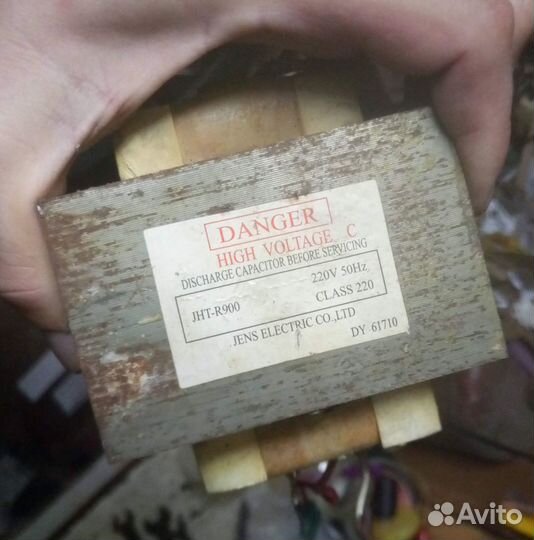 DANGER
HIGH VOLTAGE C
DISCHARGE CAPACITOR BEFORE SERVICING
220V 50Hz
JHT-R900
CLASS 220
JENS ELECTRIC CO.,LTD
DY 61710
Avito